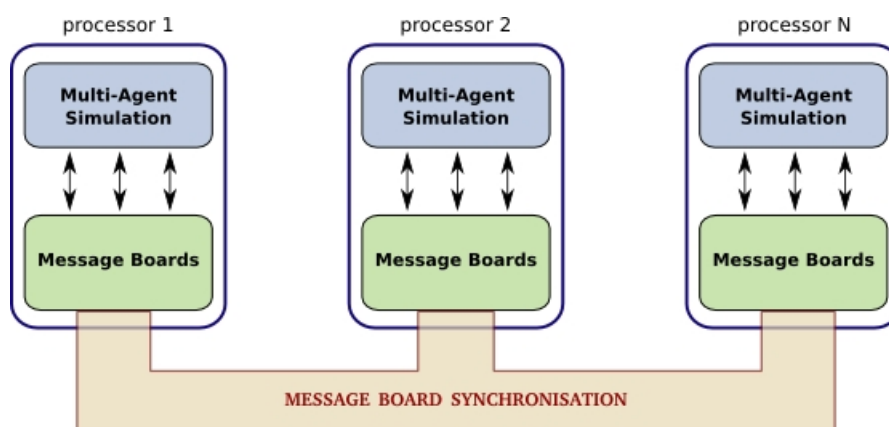 processor 1
processor 2
processor N
Multi-Agent
Simulation
Multi-Agent
Simulation
Multi-Agent
Simulation
Message Boards
Message Boards
Message Boards
MESSAGE BOARD SYNCHRONISATION